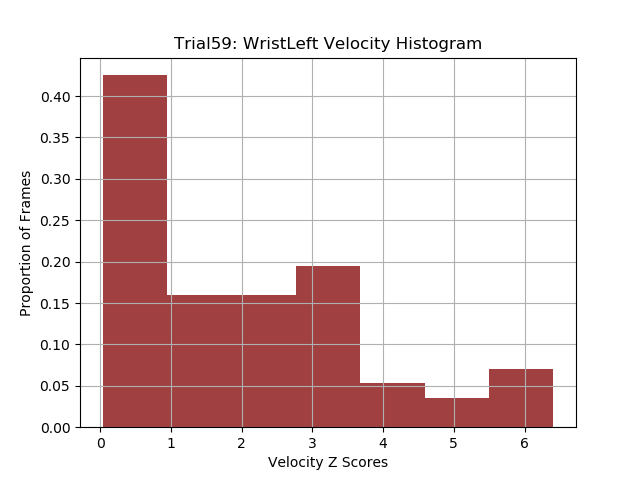 Trial59: WristLeft Velocity Histogram
Proportion of Frames
0.40
0.35
0.30
0.25
0.20
0.15
0.10
0.05
0.00
0 1 2 3 4 5 6
Velocity Z Scores